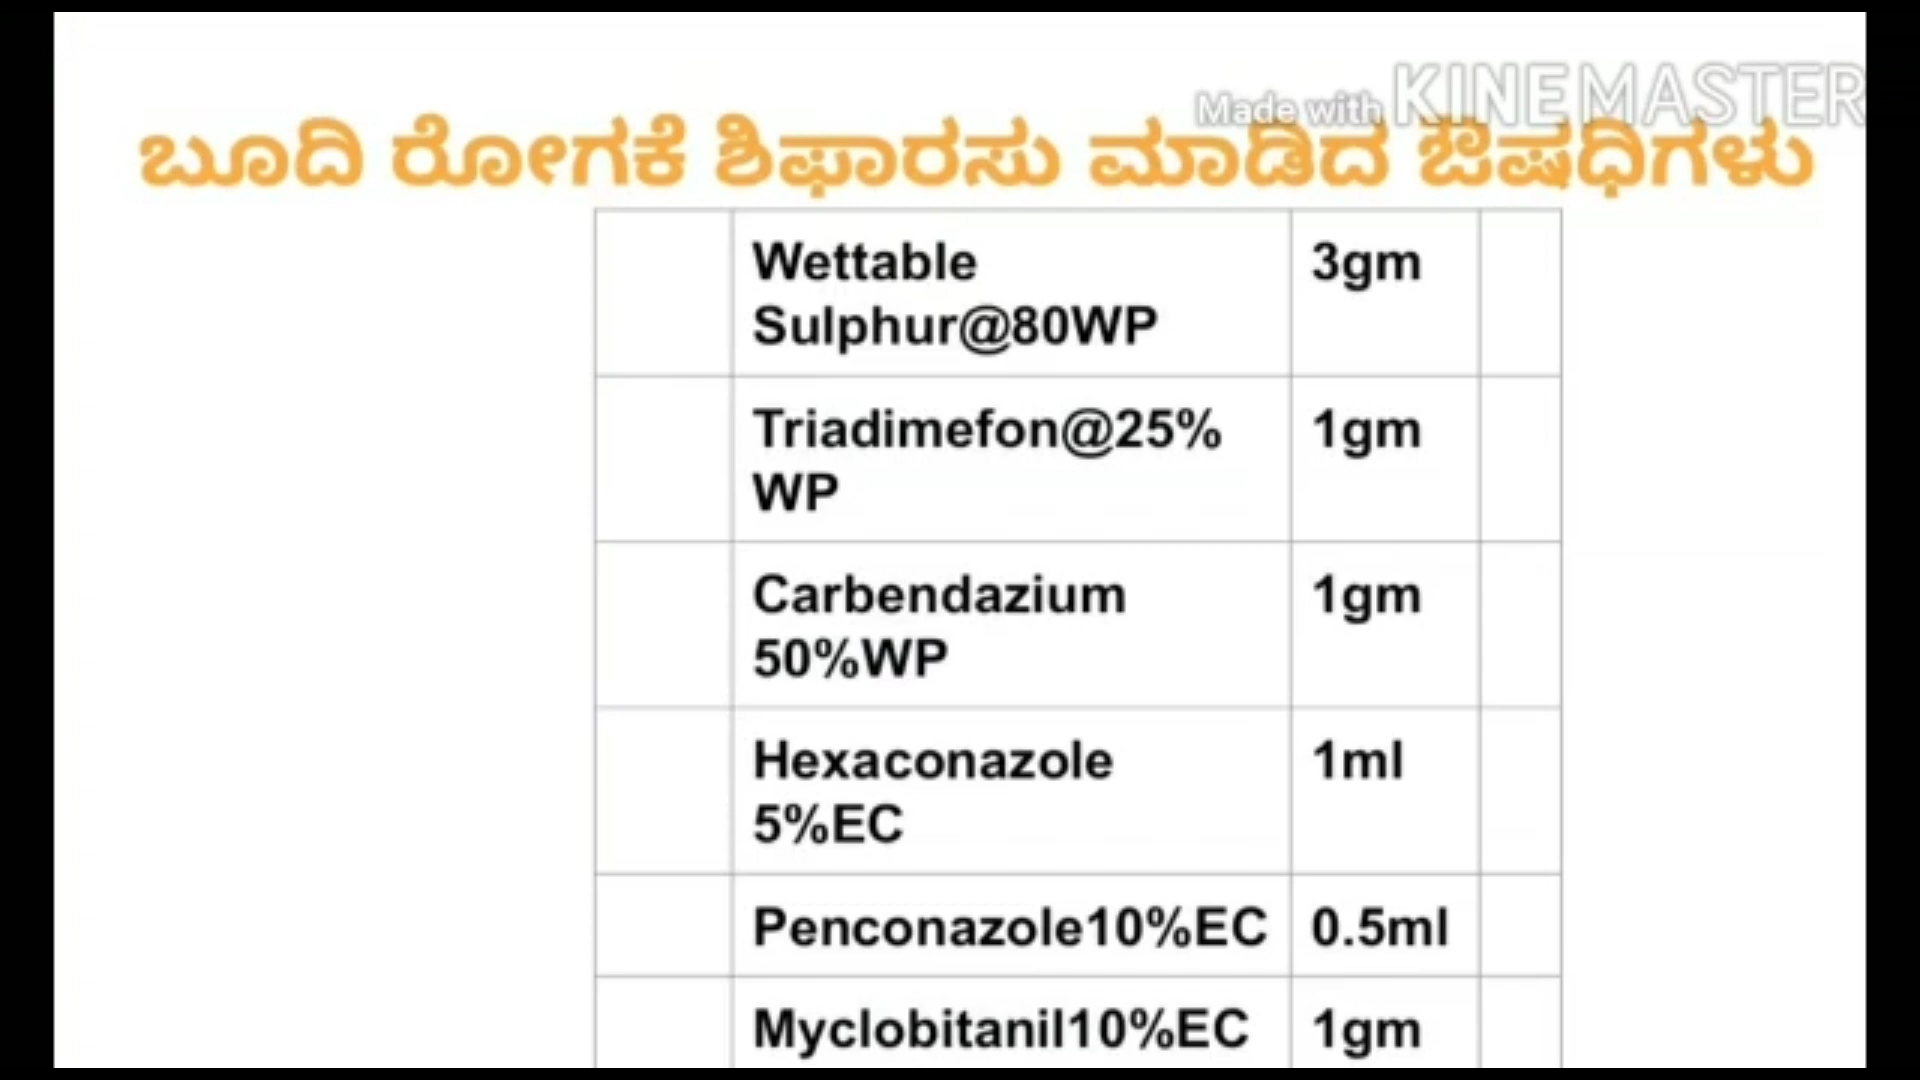 Made with KINEMASTER
ಬೂದಿ ರೋಗಕೆ ಶಿಫಾರಸು ಮಾಡಿದ ಔಷಧಿಗಳು
Wettable 3gm
Sulphur@80WP
Triadimefon@25% 1gm
WP
Carbendazium 1gm
50%WP
Hexaconazole 1ml
5%EC
Penconazole10%EC 0.5ml
Myclobitanil10%EC 1gm